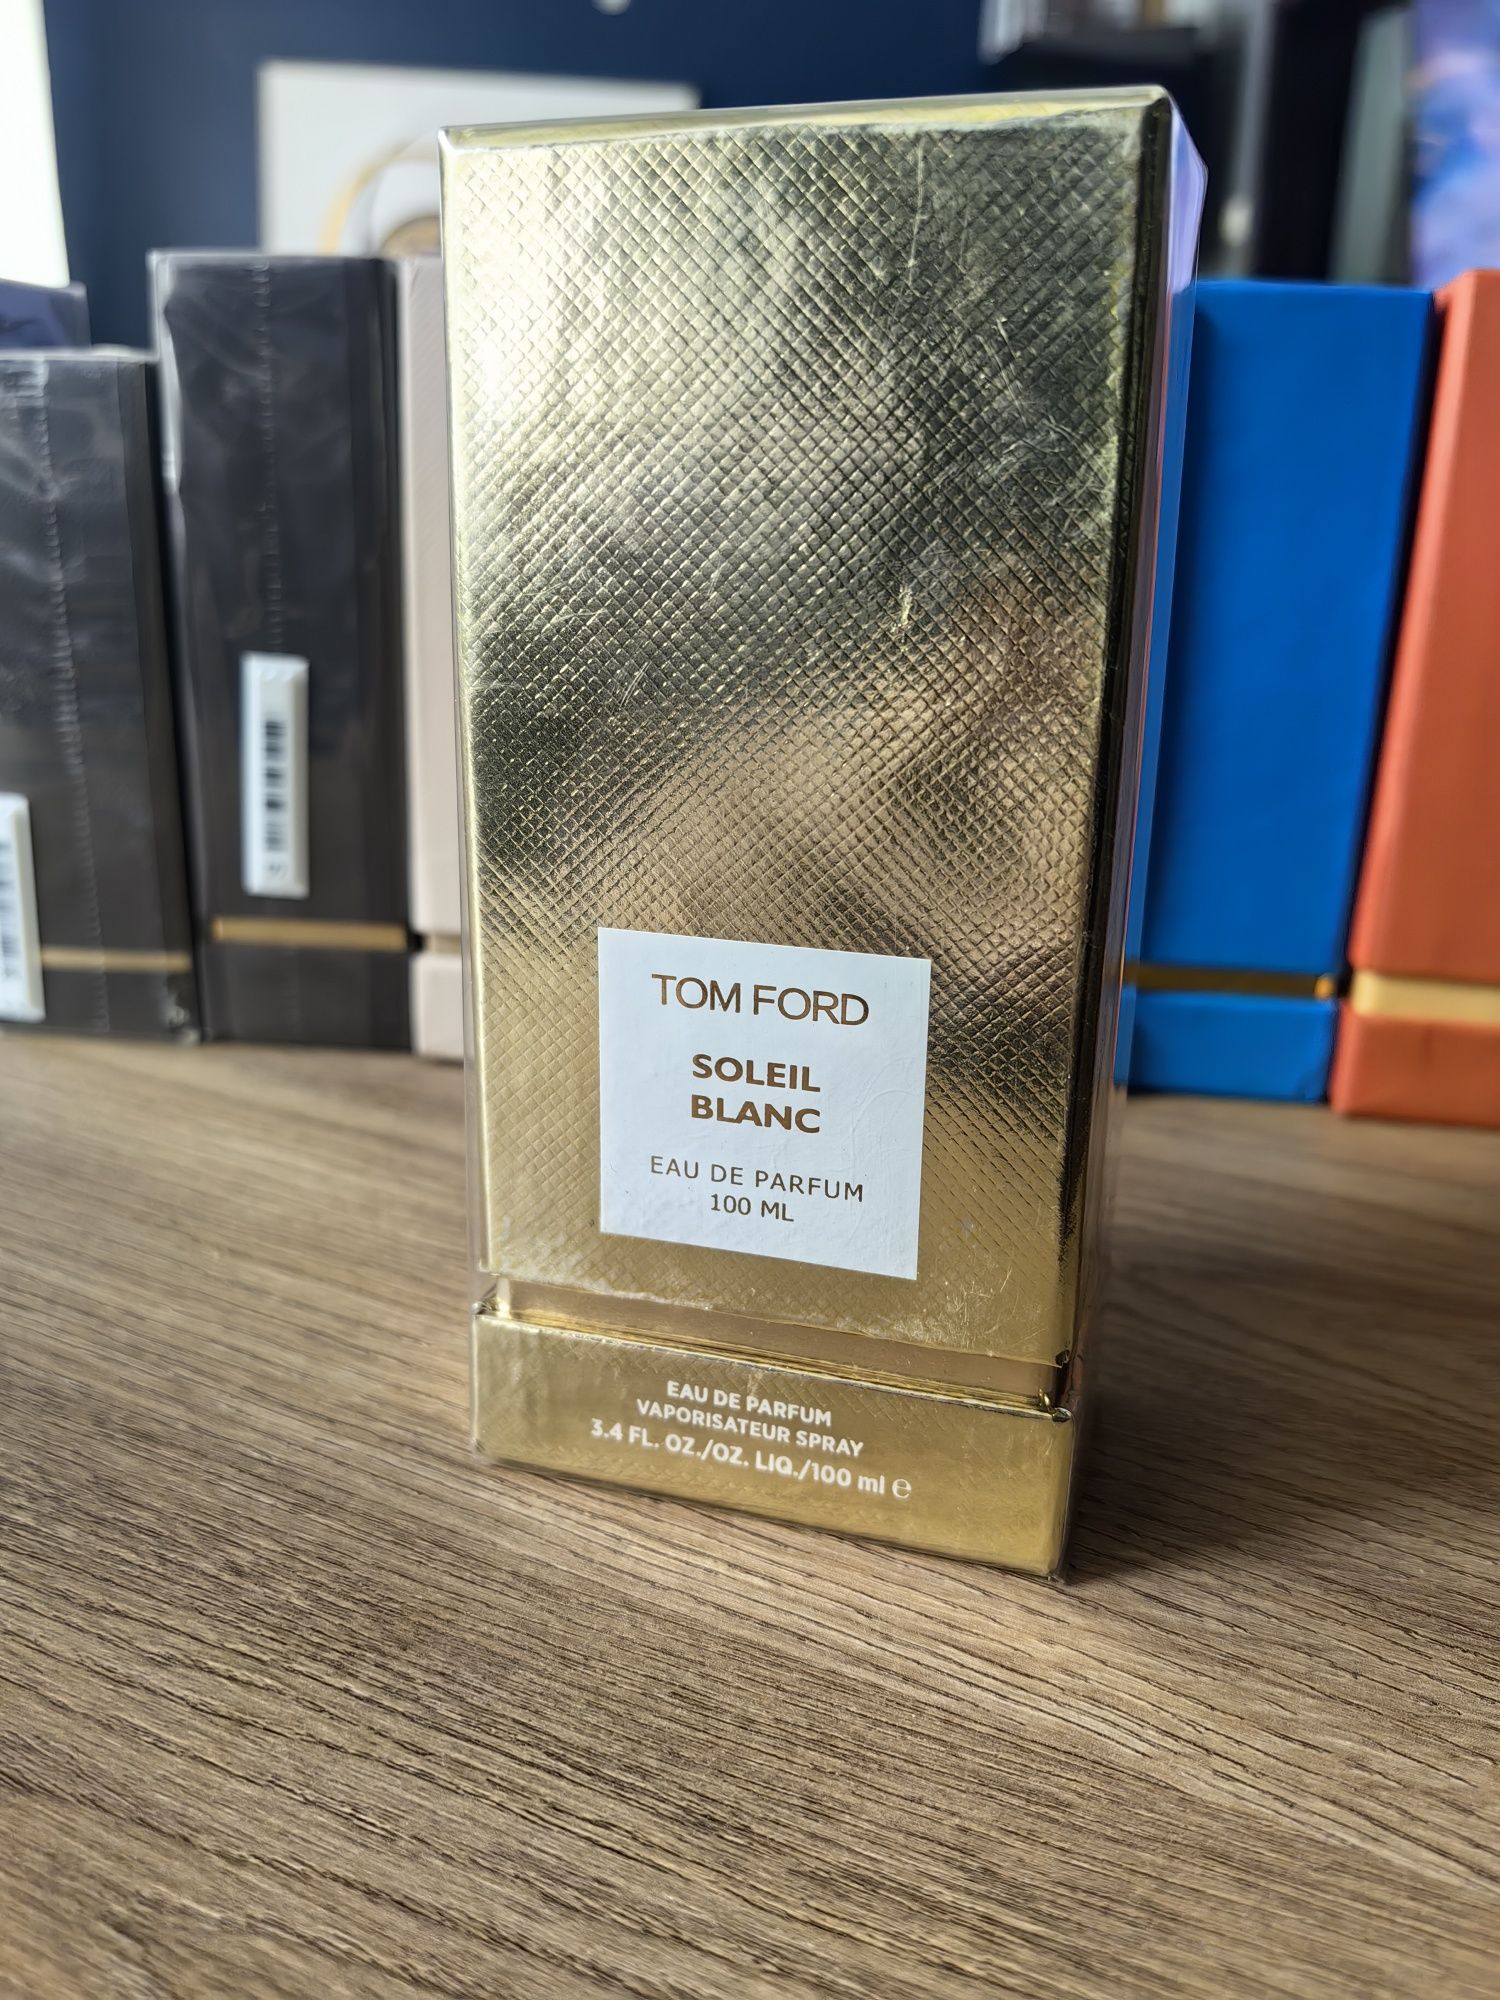 TOM FORD
SOLEIL
BLANC
EAU DE PARFUM
100 ML
EAU DE PARFUM
VAPORISATEUR SPRAY
3.4 FL. OZ./OZ. LIQ./100 ml ℮